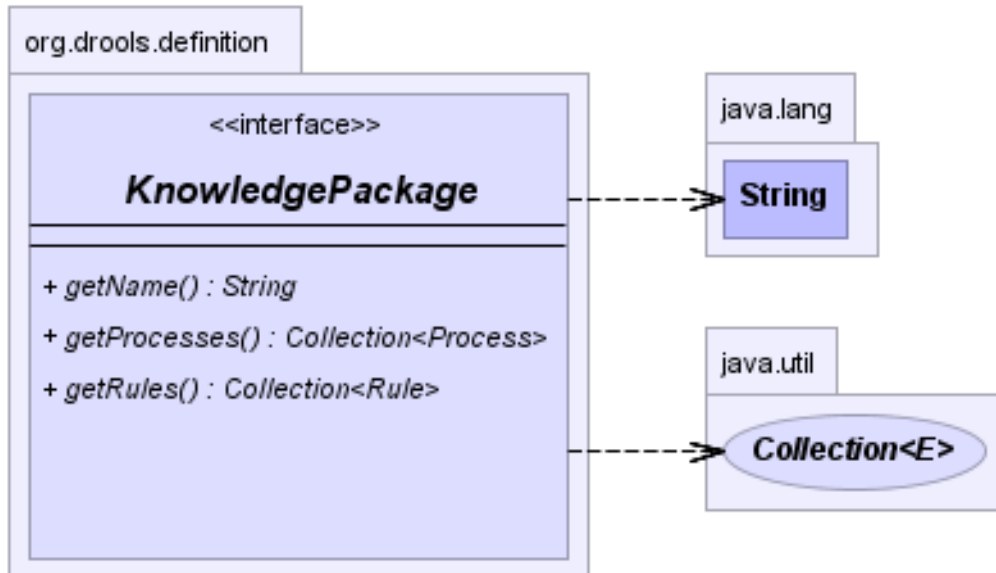 org.drools.definition
<<interface>>
KnowledgePackage
+ getName() : String
+ getProcesses() : Collection<Process>
+ getRules() : Collection<Rule>
java.lang
String
java.util
Collection<E>